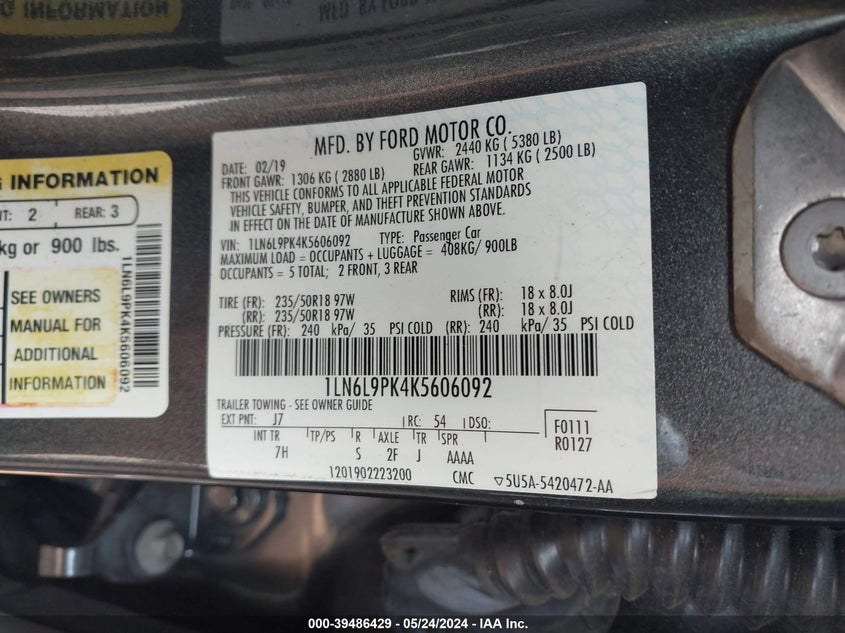 G INFORMATION
MFD. BY FORD
G INFORMATION
NT: 2 REAR: 3
kg or 900 lbs.
SEE OWNERS
MANUAL FOR
ADDITIONAL
INFORMATION
1LN6L9PK4K5606092
MFD. BY FORD MOTOR CO.
DATE: 02/19 GVWR: 2440 KG ( 5380 LB)
FRONT GAWR: 1306 KG ( 2880 LB) REAR GAWR: 1134 KG ( 2500 LB)
THIS VEHICLE CONFORMS TO ALL APPLICABLE FEDERAL MOTOR
VEHICLE SAFETY, BUMPER, AND THEFT PREVENTION STANDARDS
IN EFFECT ON THE DATE OF MANUFACTURE SHOWN ABOVE.
VIN: 1LN6L9PK4K5606092 TYPE: Passenger Car
MAXIMUM LOAD = OCCUPANTS + LUGGAGE = 408KG/ 900LB
OCCUPANTS = 5 TOTAL; 2 FRONT, 3 REAR
TIRE (FR): 235/50R18 97W RIMS (FR): 18 x 8.0J
(RR): 235/50R18 97W (RR): 18 x 8.0J
PRESSURE (FR): 240 kPa/ 35 PSI COLD (RR): 240 kPa/ 35 PSI COLD
1LN6L9PK4K5606092
TRAILER TOWING - SEE OWNER GUIDE
EXT PNT: J7 RC: 54 DSO: F0111
INT TR TP/PS R AXLE TR SPR R0127
7H S 2F J AAAA
1201902223200 CMC ▽5U5A-5420472-AA
000-39486429 - 05/24/2024 - © IAA Inc.